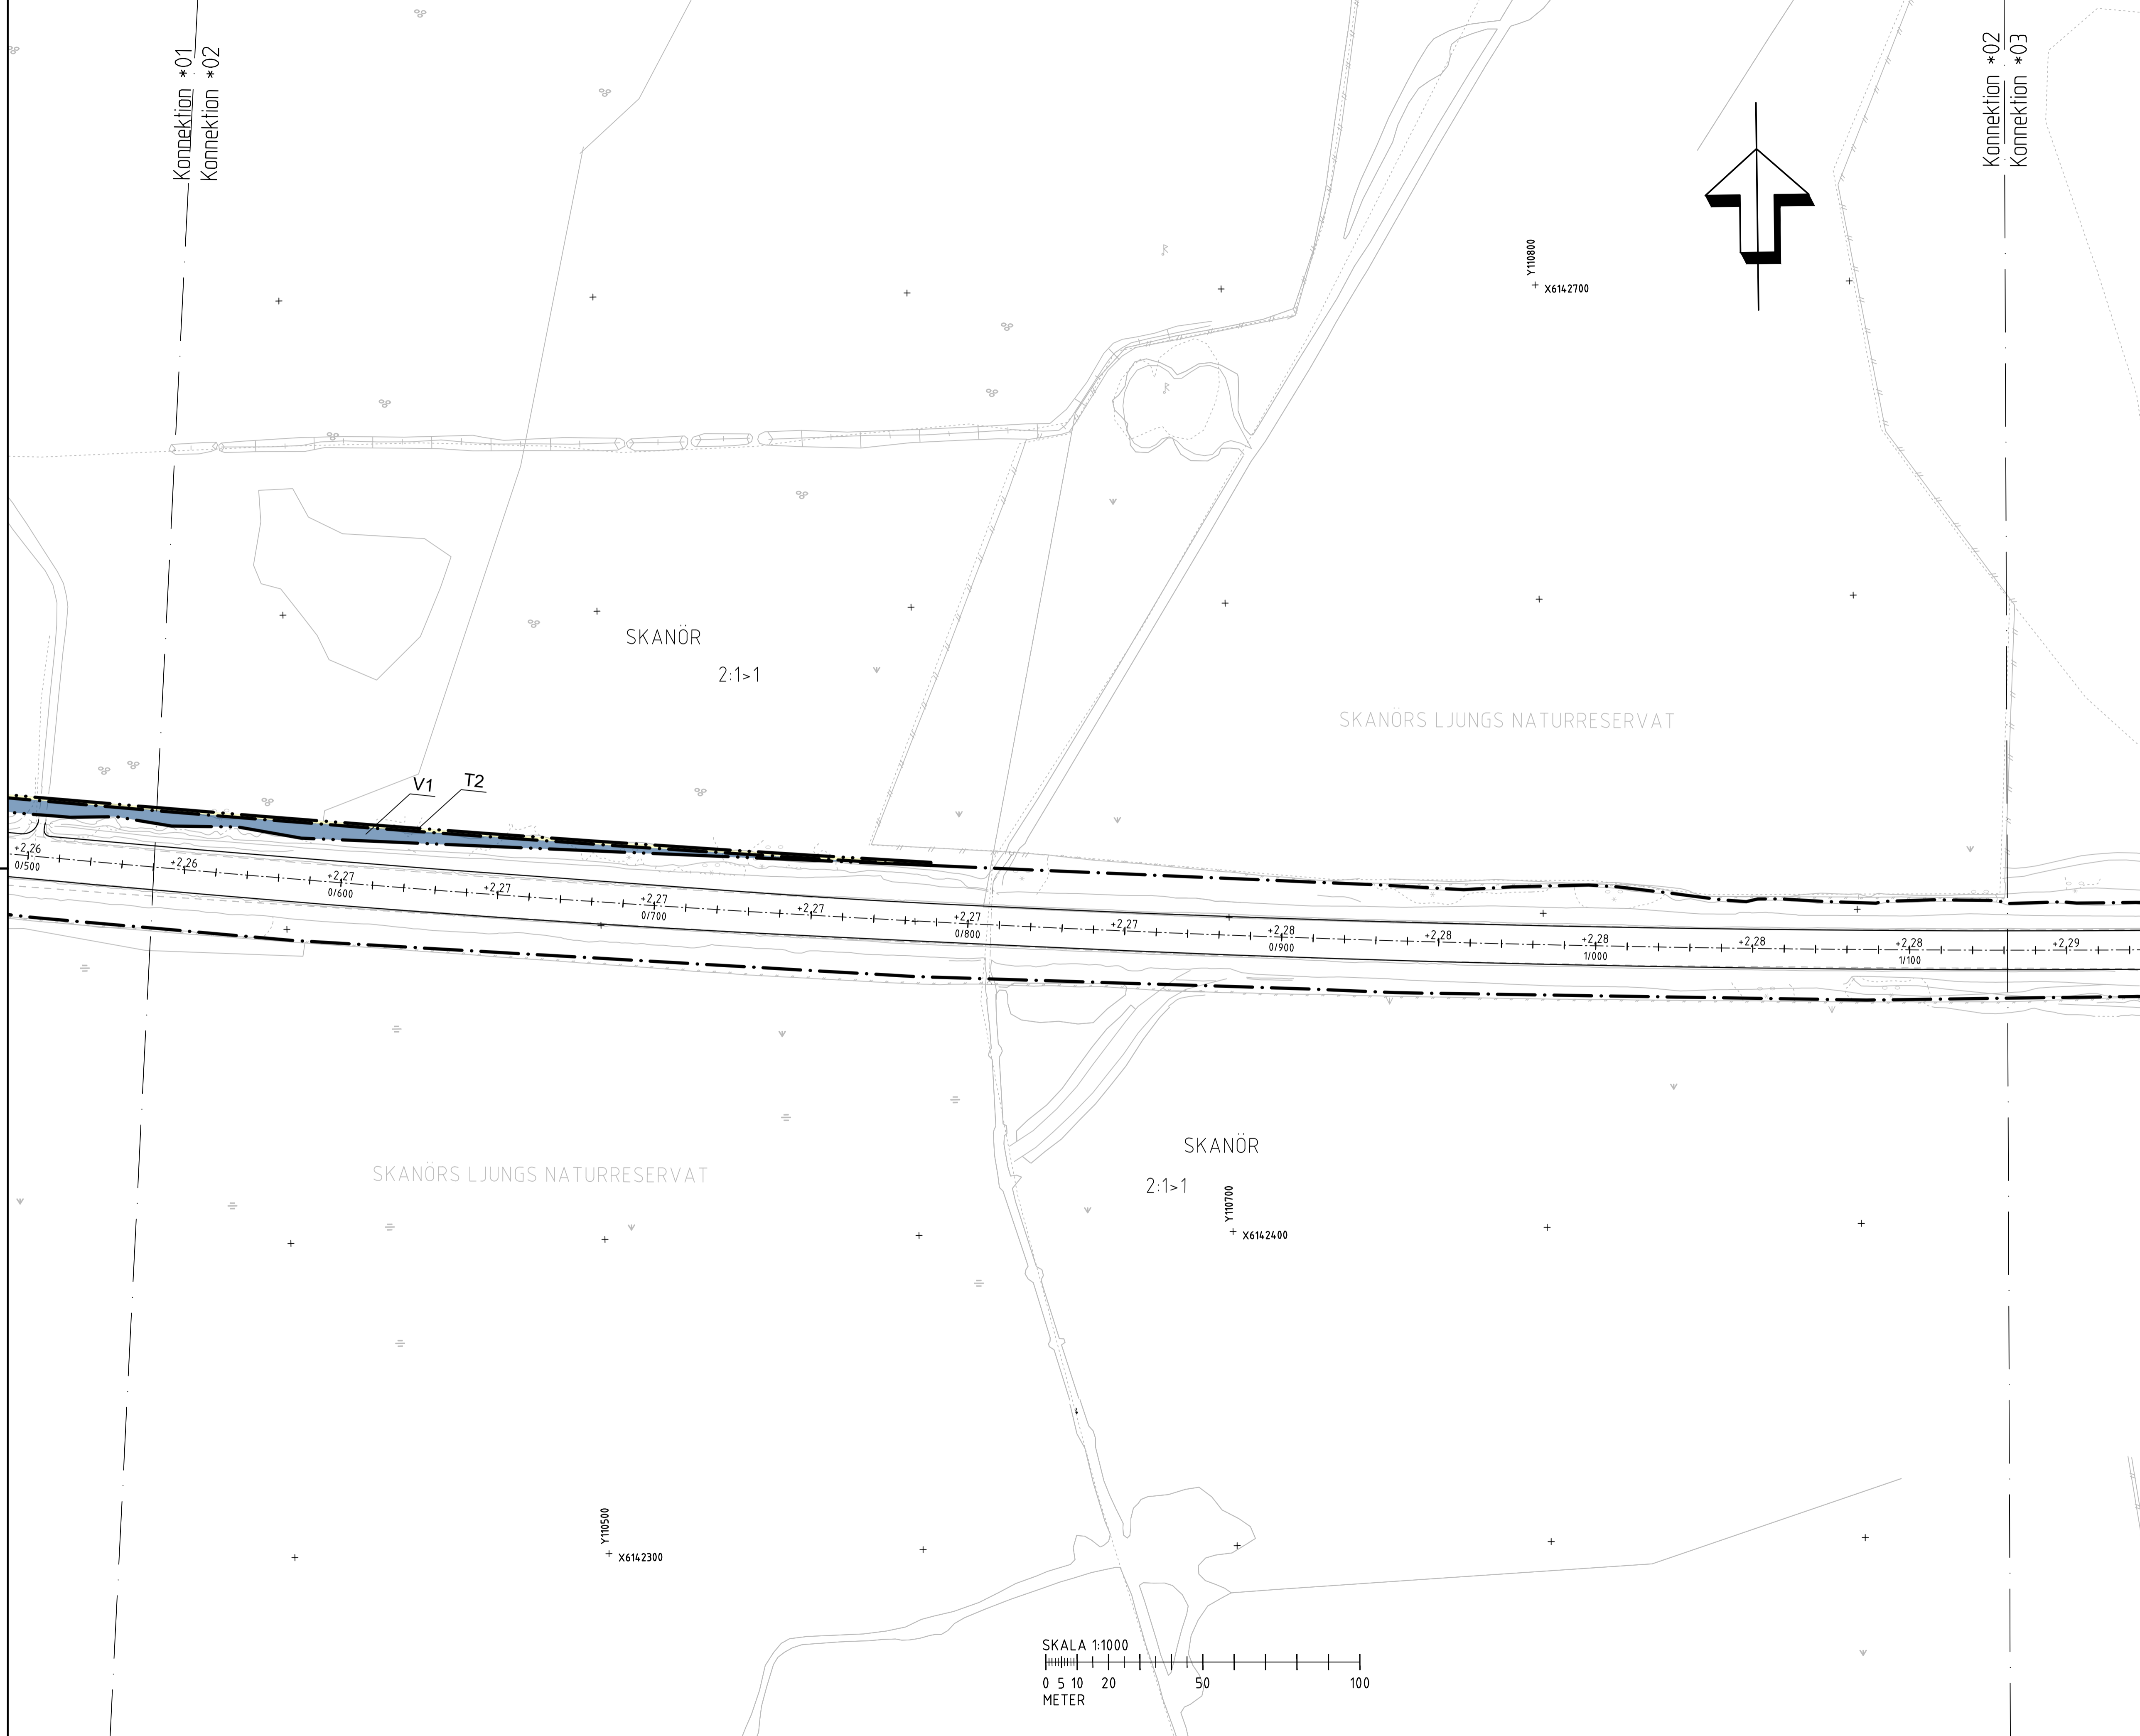 Konnektion *01
Konnektion *02
Konnektion *02
Konnektion *03
Y110800
X6142700
SKANÖR
2:1>1
SKANÖRS LJUNGS NATURRESERVAT
V1
T2
+2,26
0/500
+2,26
+2,27
0/600
+2,27
+2,27
0/700
+2,27
+2,27
0/800
+2,27
+2,28
0/900
+2,28
+2,28
1/000
+2,28
+2,28
1/100
+2,29
SKANÖR
2:1>1
SKANÖRS LJUNGS NATURRESERVAT
Y110700
X6142400
Y110500
X6142300
SKALA 1:1000
0 5 10 20 50 100
METER